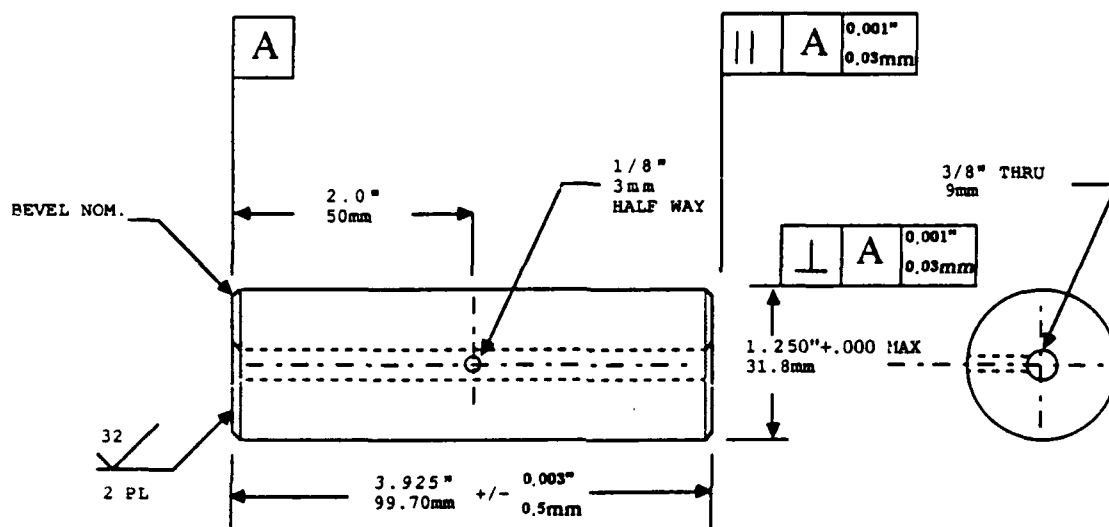 A
|| A 0.001"
0.03mm
1/8"
3mm
HALF WAY
3/8" THRU
9mm
2.0"
50mm
BEVEL NOM.
⊥ A 0.001"
0.03mm
1.250"+.000 MAX
31.8mm
32
2 PL
3.925" +/- 0.003"
99.70mm 0.5mm